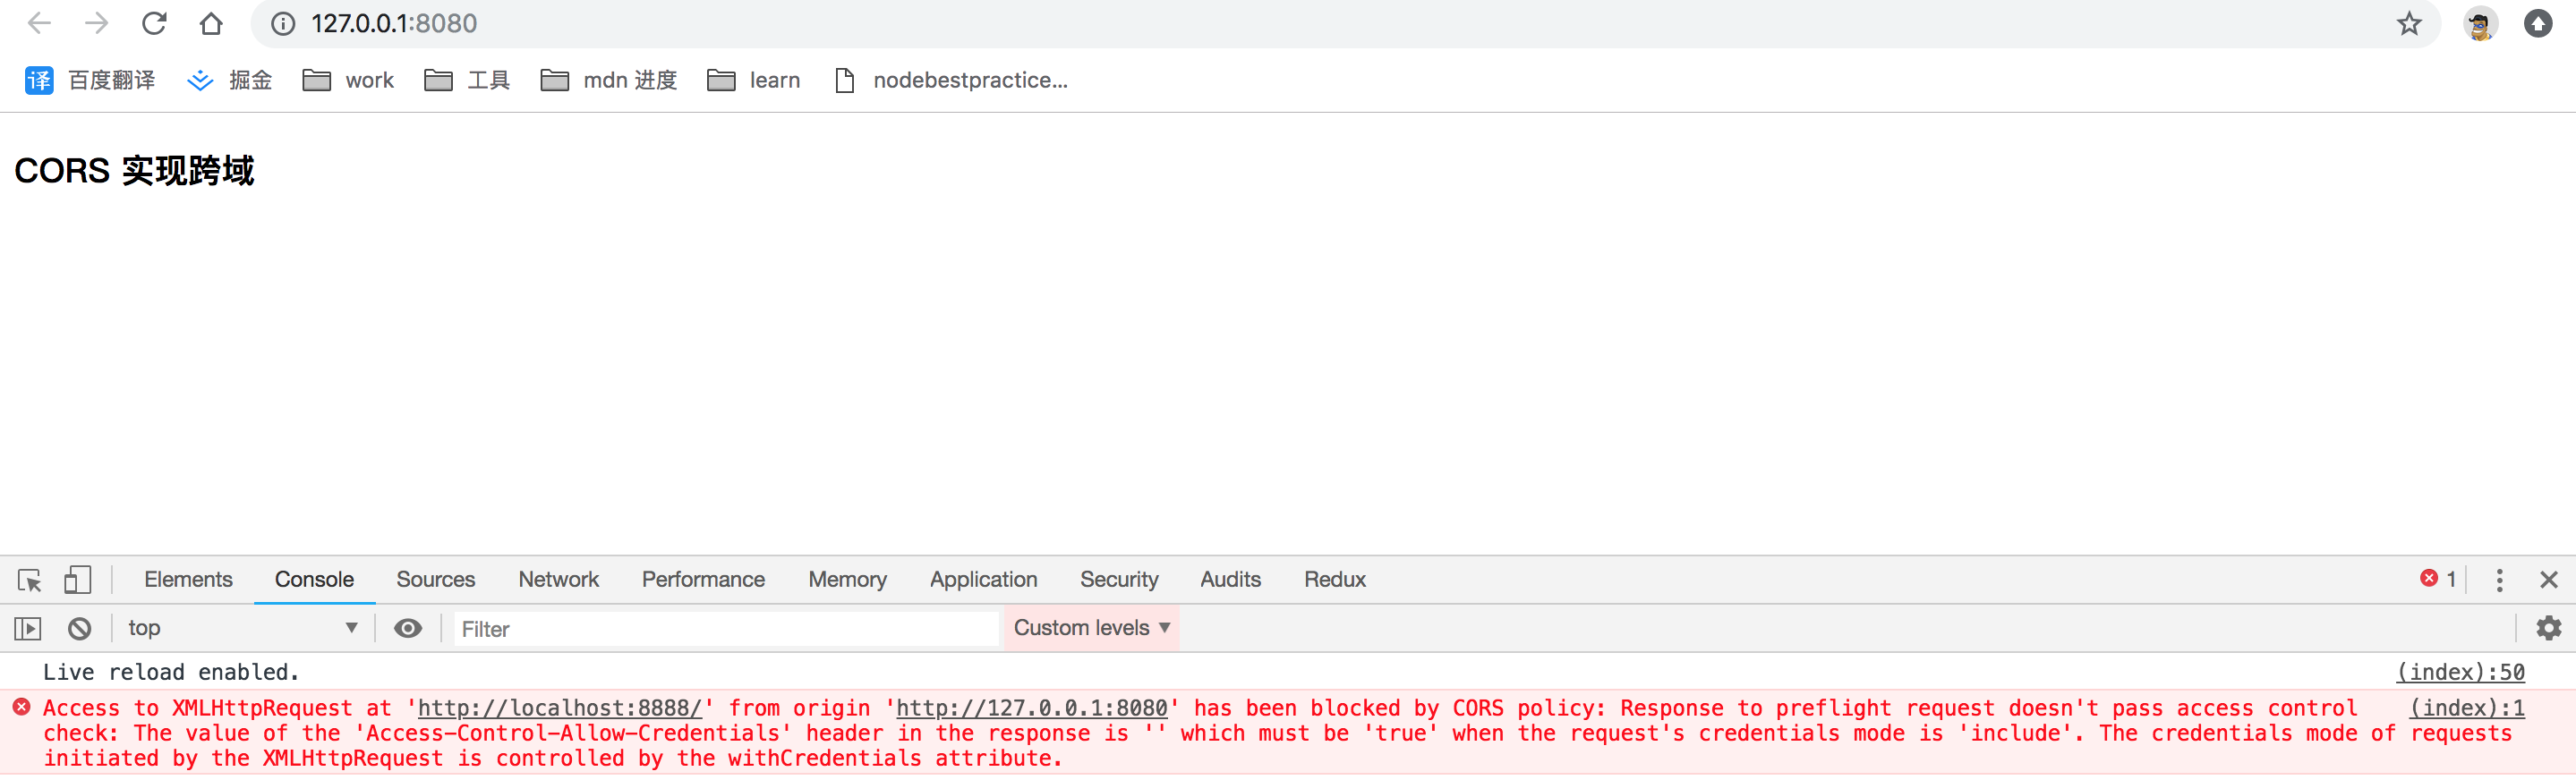 127.0.0.1:8080
译 百度翻译 掘金 work 工具 mdn 进度 learn nodebestpractice...
CORS 实现跨域
Elements Console Sources Network Performance Memory Application Security Audits Redux 1
top Filter Custom levels
Live reload enabled. (index):50
Access to XMLHttpRequest at 'http://localhost:8888/' from origin 'http://127.0.0.1:8080' has been blocked by CORS policy: Response to preflight request doesn't pass access control (index):1
check: The value of the 'Access-Control-Allow-Credentials' header in the response is '' which must be 'true' when the request's credentials mode is 'include'. The credentials mode of requests
initiated by the XMLHttpRequest is controlled by the withCredentials attribute.